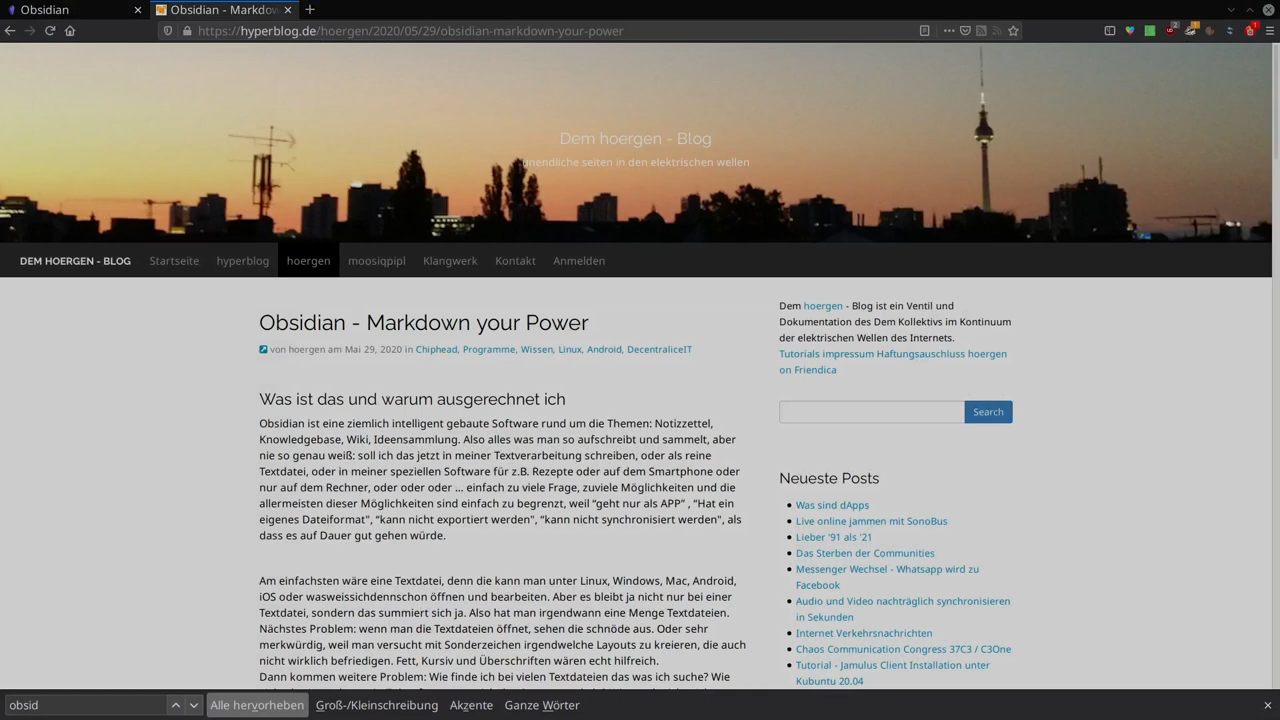 Obsidian
Obsidian - Markdow
https://hyperblog.de/hoergen/2020/05/29/obsidian-markdown-your-power
2
1
1
Dem hoergen - Blog
unendliche seiten in den elektrischen wellen
DEM HOERGEN - BLOG Startseite hyperblog hoergen moosiqpipl Klangwerk Kontakt Anmelden
Obsidian - Markdown your Power
von hoergen am Mai 29, 2020 in Chiphead, Programme, Wissen, Linux, Android, DecentraliceIT
Was ist das und warum ausgerechnet ich
Obsidian ist eine ziemlich intelligent gebaute Software rund um die Themen: Notizzettel,
Knowledgebase, Wiki, Ideensammlung. Also alles was man so aufschreibt und sammelt, aber
nie so genau weiß: soll ich das jetzt in meiner Textverarbeitung schreiben, oder als reine
Textdatei, oder in meiner speziellen Software für z.B. Rezepte oder auf dem Smartphone oder
nur auf dem Rechner, oder oder oder ... einfach zu viele Frage, zuviele Möglichkeiten und die
allermeisten dieser Möglichkeiten sind einfach zu begrenzt, weil “geht nur als APP” , “Hat ein
eigenes Dateiformat", “kann nicht exportiert werden", “kann nicht synchronisiert werden", als
dass es auf Dauer gut gehen würde.
Am einfachsten wäre eine Textdatei, denn die kann man unter Linux, Windows, Mac, Android,
iOS oder wasweissichdennschon öffnen und bearbeiten. Aber es bleibt ja nicht nur bei einer
Textdatei, sondern das summiert sich ja. Also hat man irgendwann eine Menge Textdateien.
Nächstes Problem: wenn man die Textdateien öffnet, sehen die schnöde aus. Oder sehr
merkwürdig, weil man versucht mit Sonderzeichen irgendwelche Layouts zu kreieren, die auch
nicht wirklich befriedigen. Fett, Kursiv und Überschriften wären echt hilfreich.
Dann kommen weitere Problem: Wie finde ich bei vielen Textdateien das was ich suche? Wie
Dem hoergen - Blog ist ein Ventil und
Dokumentation des Dem Kollektivs im Kontinuum
der elektrischen Wellen des Internets.
Tutorials impressum Haftungsauschluss hoergen
on Friendica
Search
Neueste Posts
Was sind dApps
Live online jammen mit SonoBus
Lieber '91 als '21
Das Sterben der Communities
Messenger Wechsel - Whatsapp wird zu
Facebook
Audio und Video nachträglich synchronisieren
in Sekunden
Internet Verkehrsnachrichten
Chaos Communication Congress 37C3 / C3One
Tutorial - Jamulus Client Installation unter
Kubuntu 20.04
obsid Alle hervorheben Groß-/Kleinschreibung Akzente Ganze Wörter